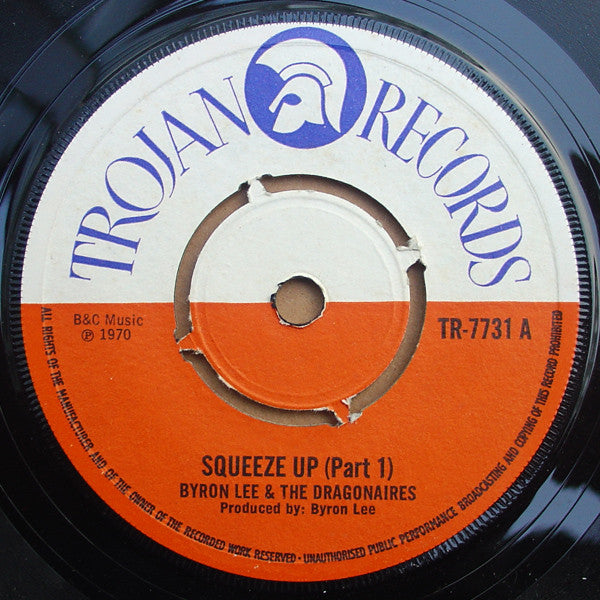 TROJAN RECORDS
B&C Music
℗ 1970
TR-7731 A
SQUEEZE UP (Part 1)
BYRON LEE & THE DRAGONAIRES
Produced by: Byron Lee
ALL RIGHTS OF THE MANUFACTURER AND OF THE OWNER OF THE RECORDED WORK RESERVED - UNAUTHORISED PUBLIC PERFORMANCE BROADCASTING AND COPYING OF THIS RECORD PROHIBITED